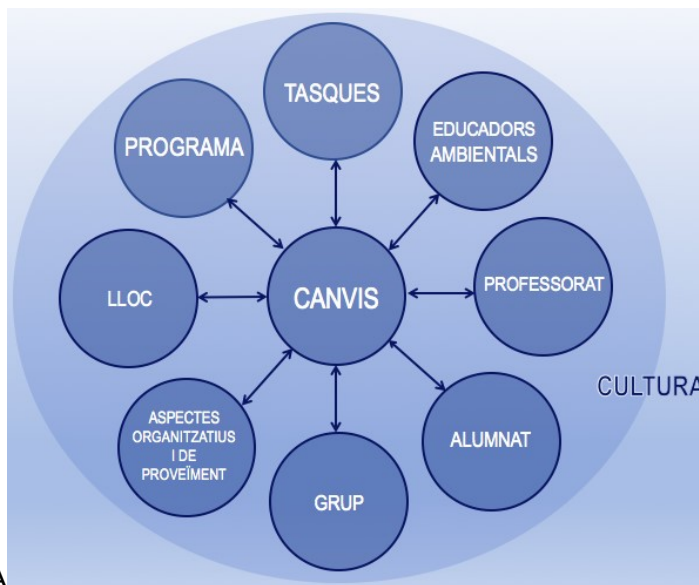 TASQUES
EDUCADORS
AMBIENTALS
PROGRAMA
PROFESSORAT
LLOC
CANVIS
CULTURA
ASPECTES
ORGANITZATIUS
I DE
PROVEÏMENT
ALUMNAT
GRUP
A